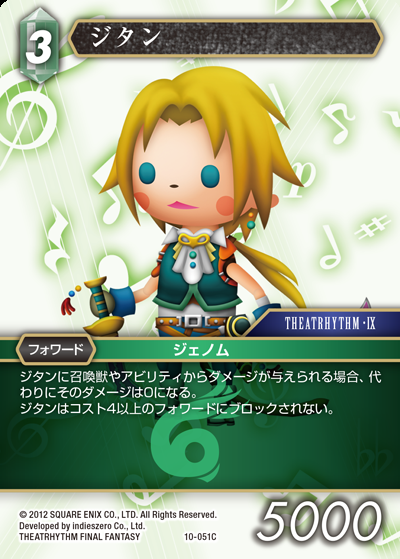 3
ジタン
THEATRHYTHM・IX
フォワード
ジェノム
ジタンに召喚獣やアビリティからダメージが与えられる場合、代
わりにそのダメージは0になる。
ジタンはコスト4以上のフォワードにブロックされない。
6
© 2012 SQUARE ENIX CO., LTD. All Rights Reserved.
Developed by indieszero Co., Ltd.
THEATRHYTHM FINAL FANTASY
10-051C
5000